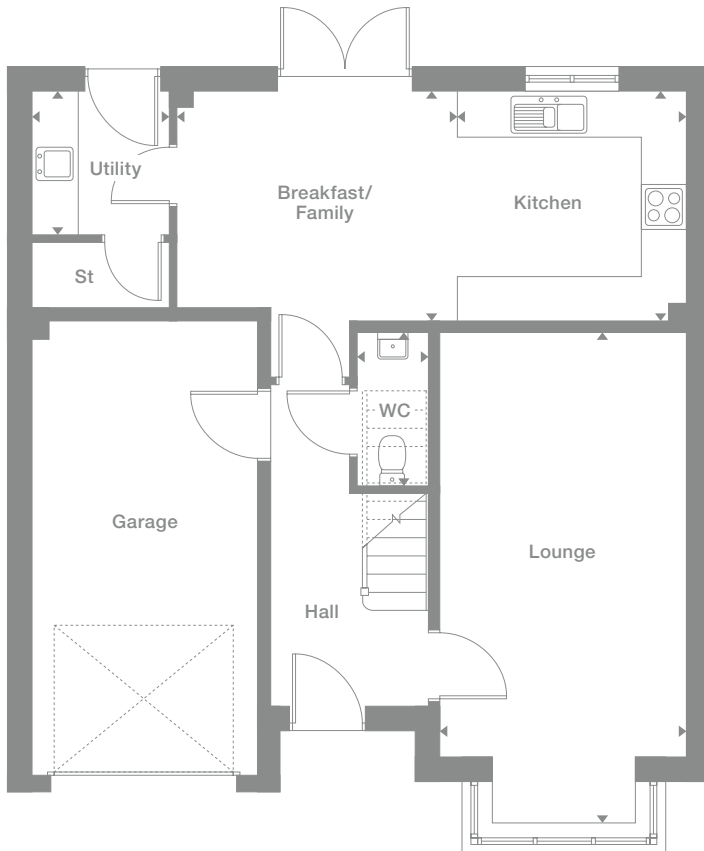 Utility
Breakfast/
Family
Kitchen
St
WC
Garage
Lounge
Hall